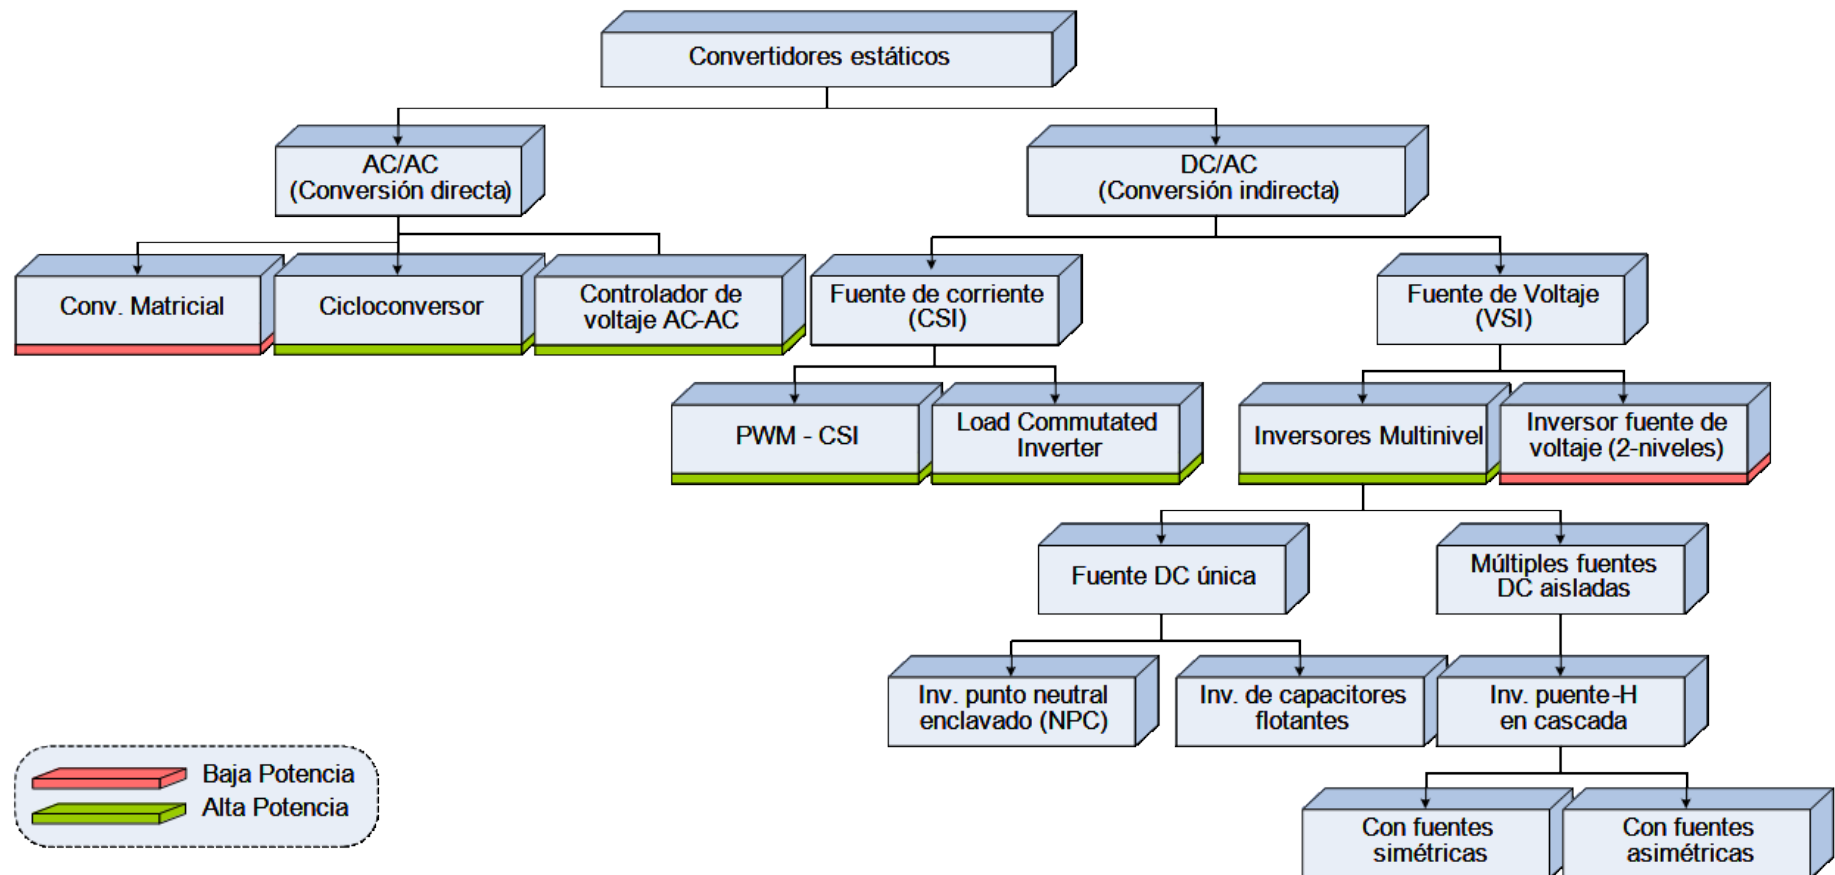 Convertidores estáticos
AC/AC
(Conversión directa)
DC/AC
(Conversión indirecta)
Conv. Matricial
Cicloconversor
Controlador de
voltaje AC-AC
Fuente de corriente
(CSI)
Fuente de Voltaje
(VSI)
PWM - CSI
Load Commutated
Inverter
Inversores Multinivel
Inversor fuente de
voltaje (2-niveles)
Fuente DC única
Múltiples fuentes
DC aisladas
Inv. punto neutral
enclavado (NPC)
Inv. de capacitores
flotantes
Inv. puente-H
en cascada
Con fuentes
simétricas
Con fuentes
asimétricas
Baja Potencia
Alta Potencia